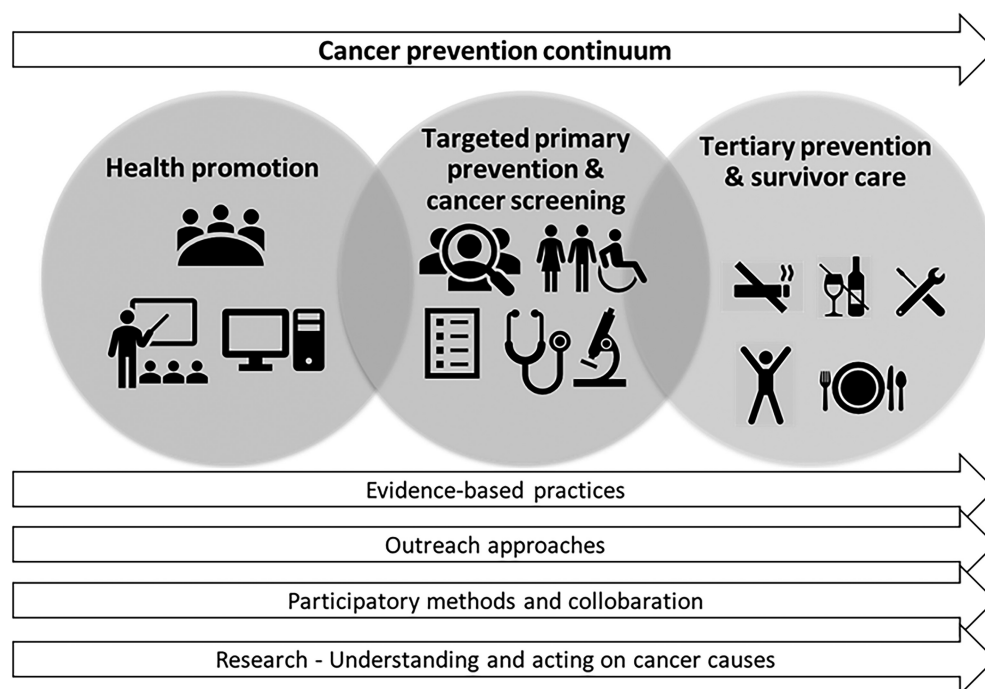 Cancer prevention continuum
Health promotion
Targeted primary
prevention &
cancer screening
Tertiary prevention
& survivor care
Evidence-based practices
Outreach approaches
Participatory methods and collobaration
Research - Understanding and acting on cancer causes